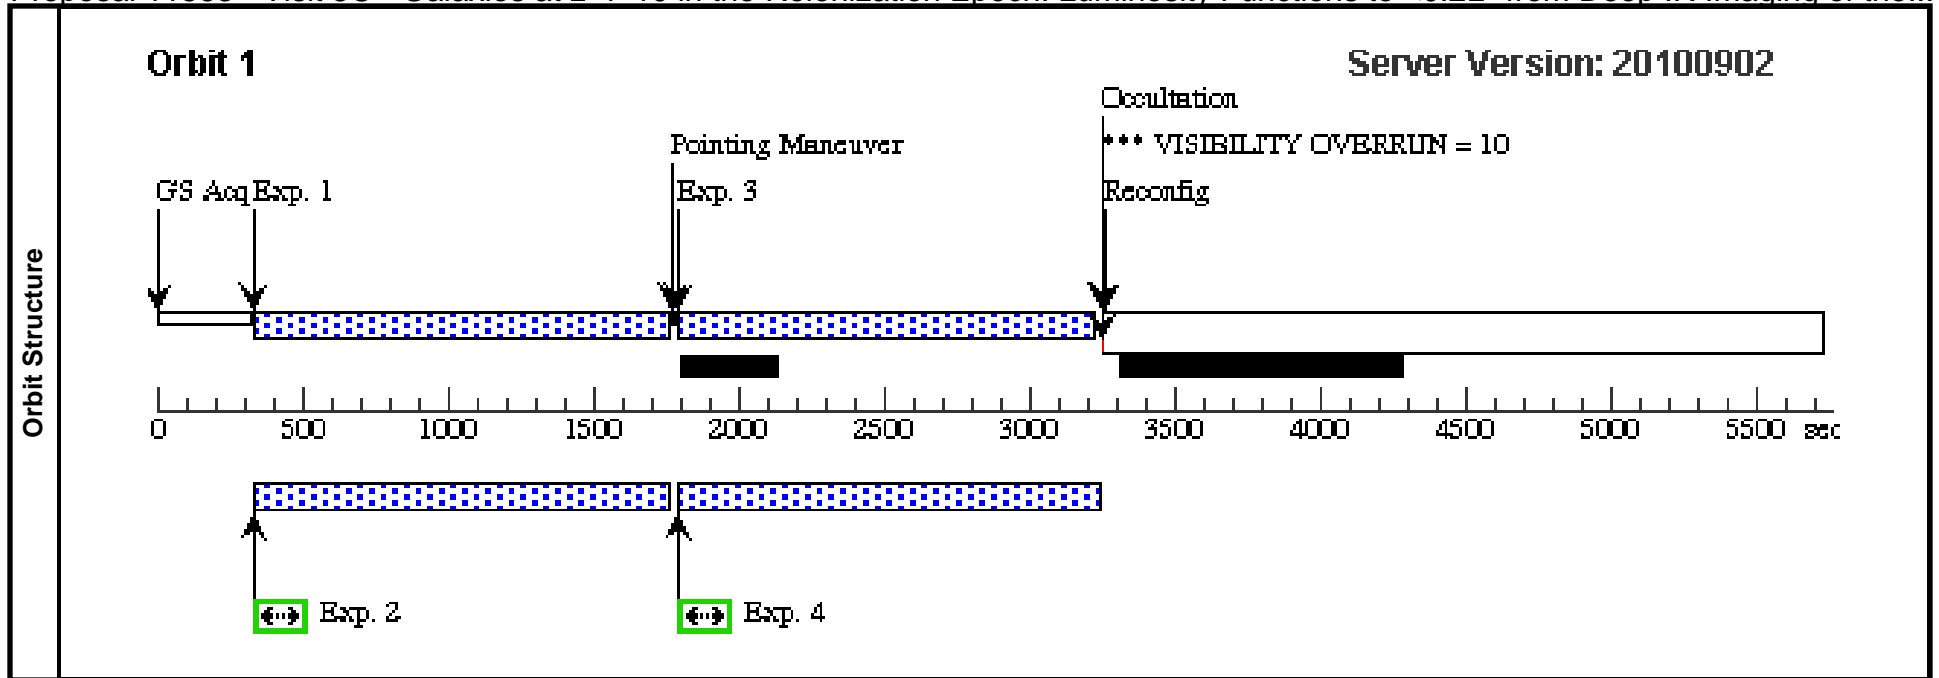 Orbit 1
Server Version: 20100902
Occultation
Pointing Maneuver
*** VISIBILITY OVERRUN = 10
GS Acq
Exp. 1
Exp. 3
Reconfig
Orbit Structure
0 500 1000 1500 2000 2500 3000 3500 4000 4500 5000 5500 sec
Exp. 2
Exp. 4